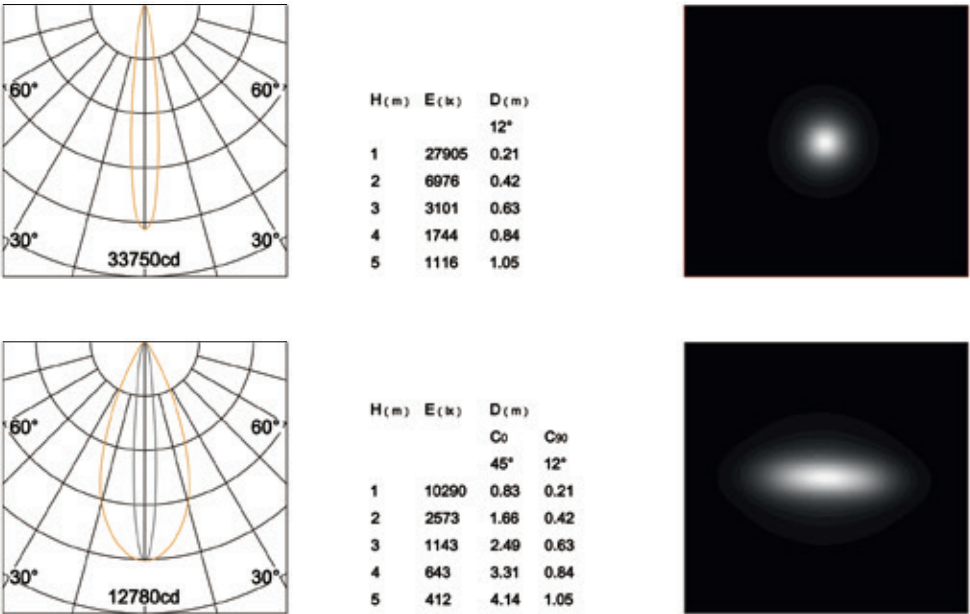 60° 60°
30° 30°
33750cd
H(m) E(lx) D(m)
12°
1 27905 0.21
2 6976 0.42
3 3101 0.63
4 1744 0.84
5 1116 1.05
60° 60°
30° 30°
12780cd
H(m) E(lx) D(m)
C0 C90
45° 12°
1 10290 0.83 0.21
2 2573 1.66 0.42
3 1143 2.49 0.63
4 643 3.31 0.84
5 412 4.14 1.05